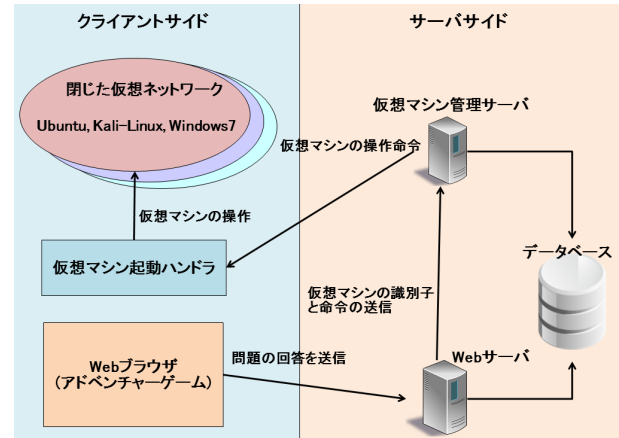 クライアントサイド
サーバサイド
閉じた仮想ネットワーク
Ubuntu, Kali-Linux, Windows7
仮想マシン管理サーバ
仮想マシンの操作命令
仮想マシンの操作
仮想マシン起動ハンドラ
データベース
仮想マシンの識別子
と命令の送信
Webブラウザ
(アドベンチャーゲーム)
問題の回答を送信
Webサーバ